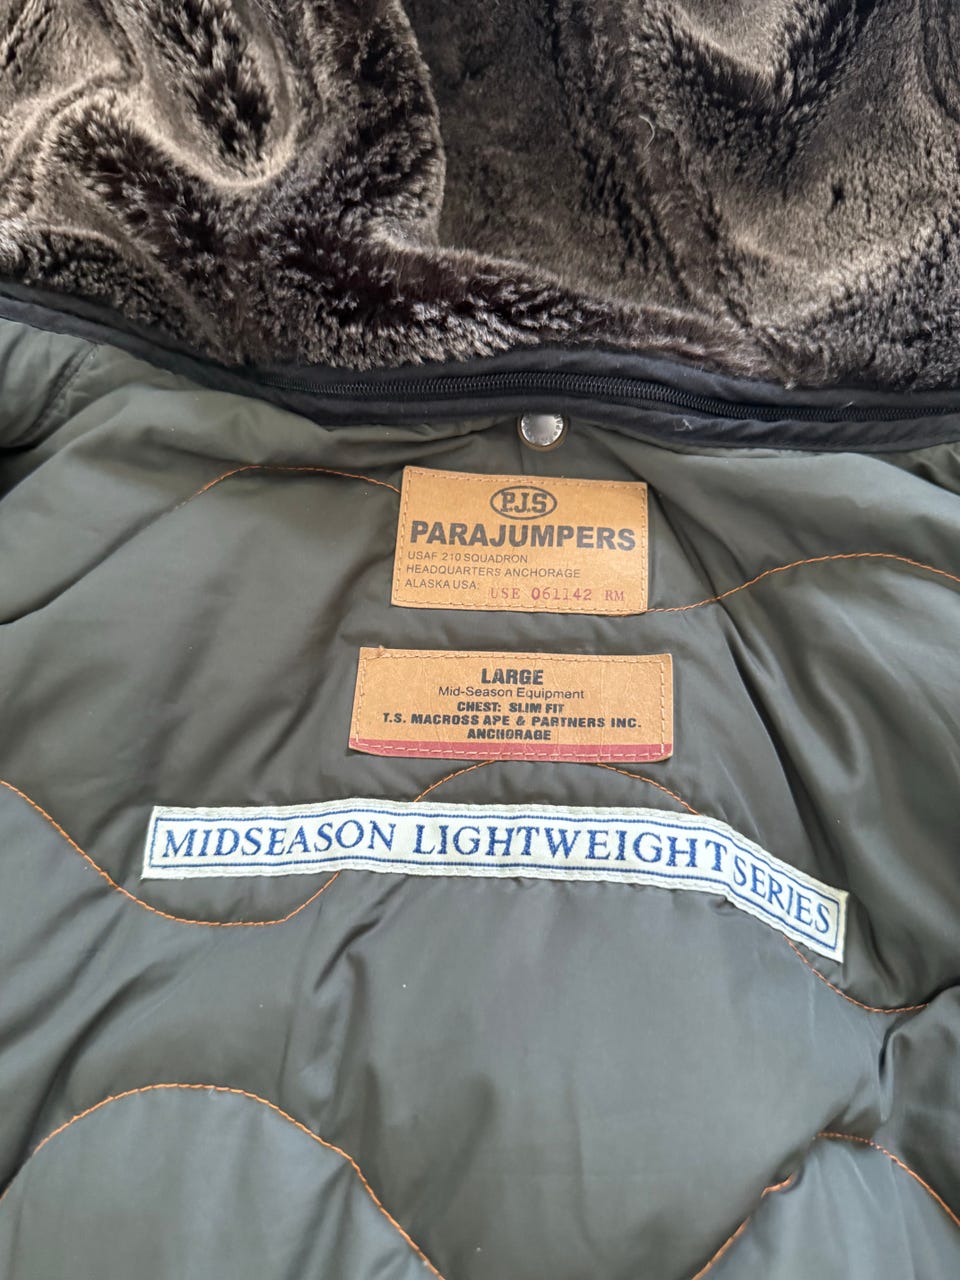 P.J.S
PARAJUMPERS
USAF 210 SQUADRON
HEADQUARTERS ANCHORAGE
ALASKA USA. USE 061142 RM
LARGE
Mid-Season Equipment
CHEST: SLIM FIT
T.S. MACROSS APE & PARTNERS INC.
ANCHORAGE
MIDSEASON LIGHTWEIGHT SERIES